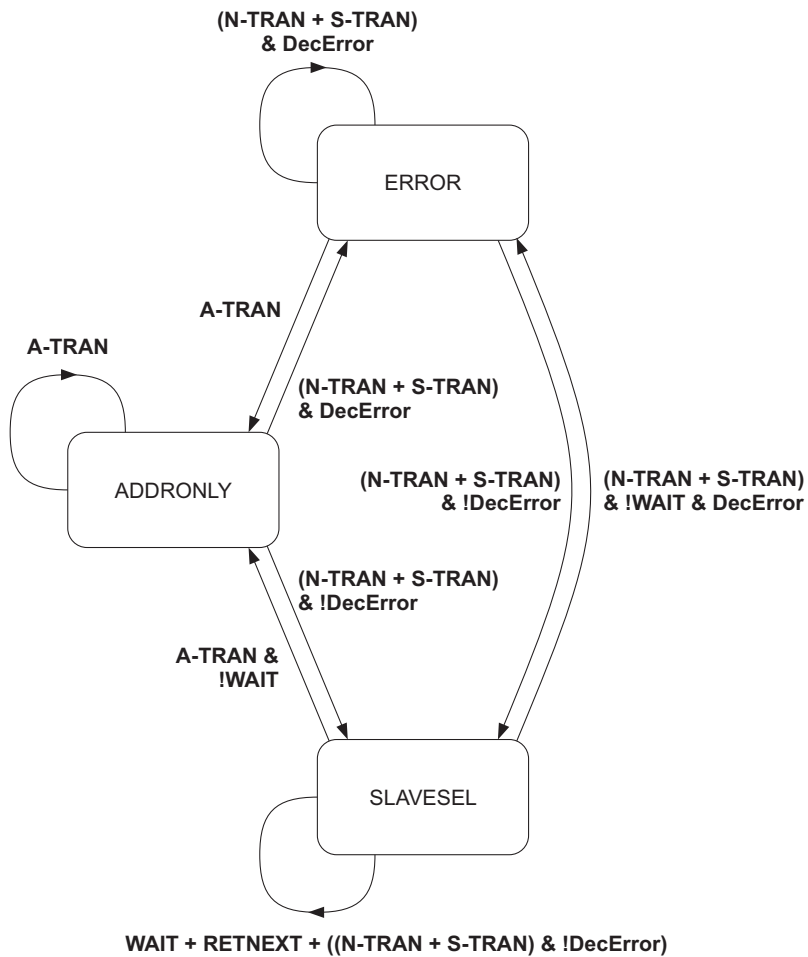 (N-TRAN + S-TRAN)
& DecError
ERROR
A-TRAN
A-TRAN
(N-TRAN + S-TRAN)
& DecError
ADDRONLY
(N-TRAN + S-TRAN)
& !DecError
(N-TRAN + S-TRAN)
& !WAIT & DecError
(N-TRAN + S-TRAN)
& !DecError
A-TRAN &
!WAIT
SLAVESEL
WAIT + RETNEXT + ((N-TRAN + S-TRAN) & !DecError)